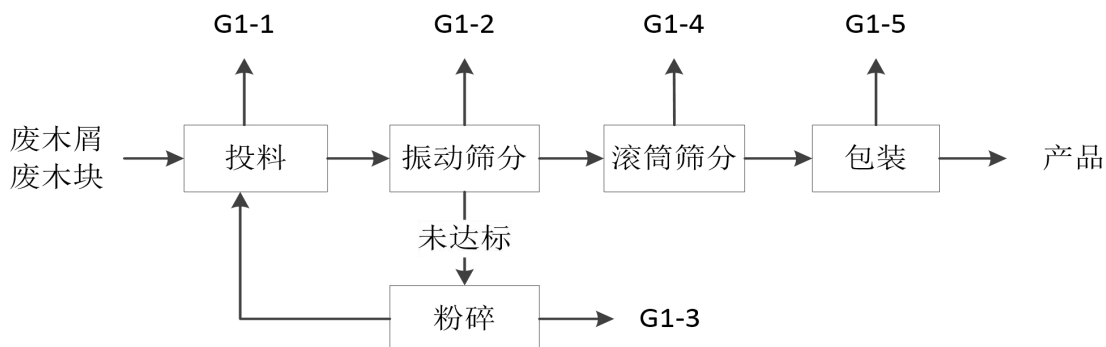 G1-1
G1-2
G1-4
G1-5
废木屑
废木块
投料
振动筛分
滚筒筛分
包装
产品
未达标
粉碎
G1-3